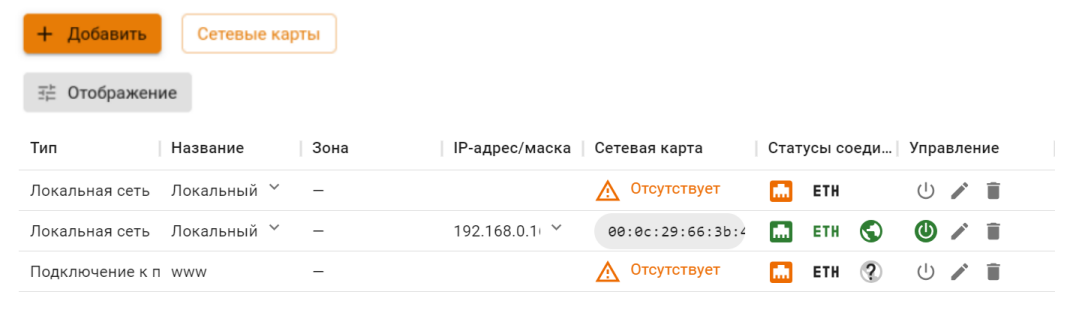 + Добавить Сетевые карты
Отображение
Тип Название Зона IP-адрес/маска Сетевая карта Статусы соеди... Управление
Локальная сеть Локальный — Отсутствует ETH
Локальная сеть Локальный — 192.168.0.1 00:0c:29:66:3b: ETH
Подключение к п www — Отсутствует ETH ?